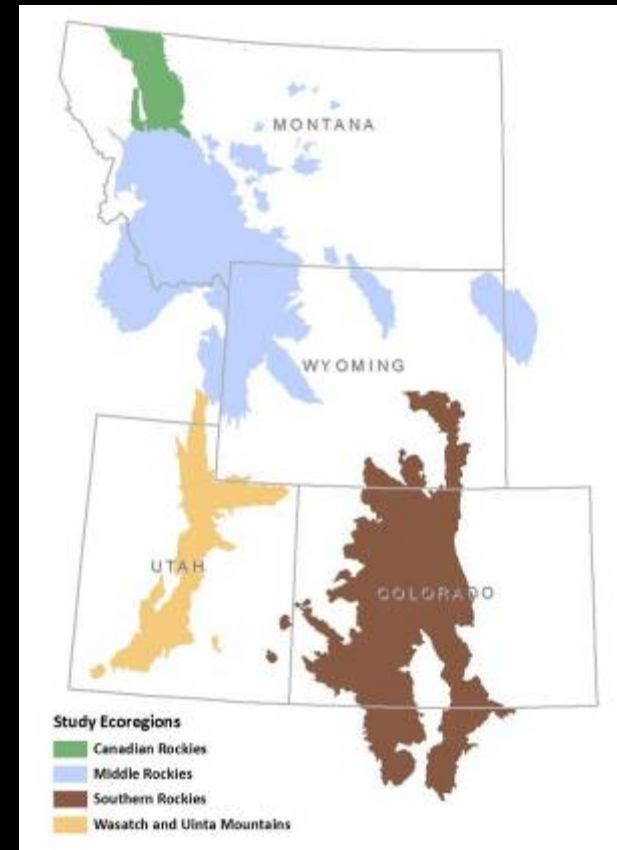 MONTANA
WYOMING
UTAH
COLORADO
Study Ecoregions
Canadian Rockies
Middle Rockies
Southern Rockies
Wasatch and Uinta Mountains